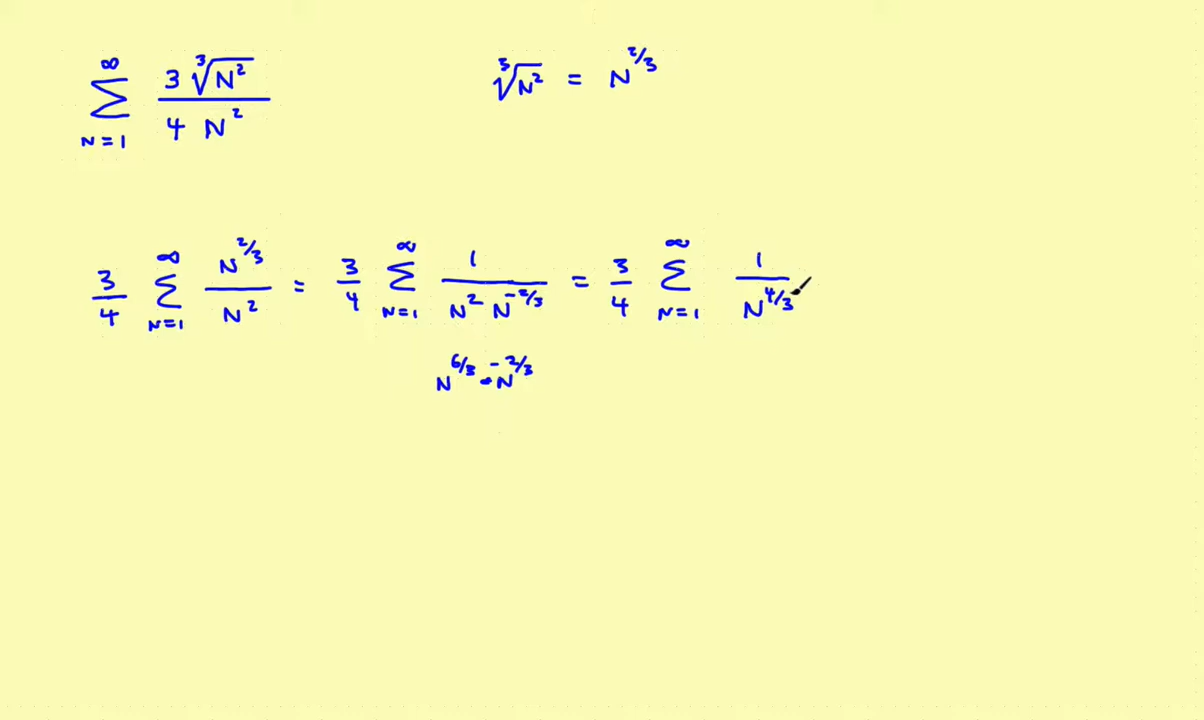 ∞∑N=1 3∛N² / 4 N²    ∛N² = N^2/3
3/4 ∞∑N=1 N^2/3 / N² = 3/4 ∞∑N=1 1 / N² N^-2/3 = 3/4 ∞∑N=1 1 / N^4/3
N^6/3 · N^-2/3